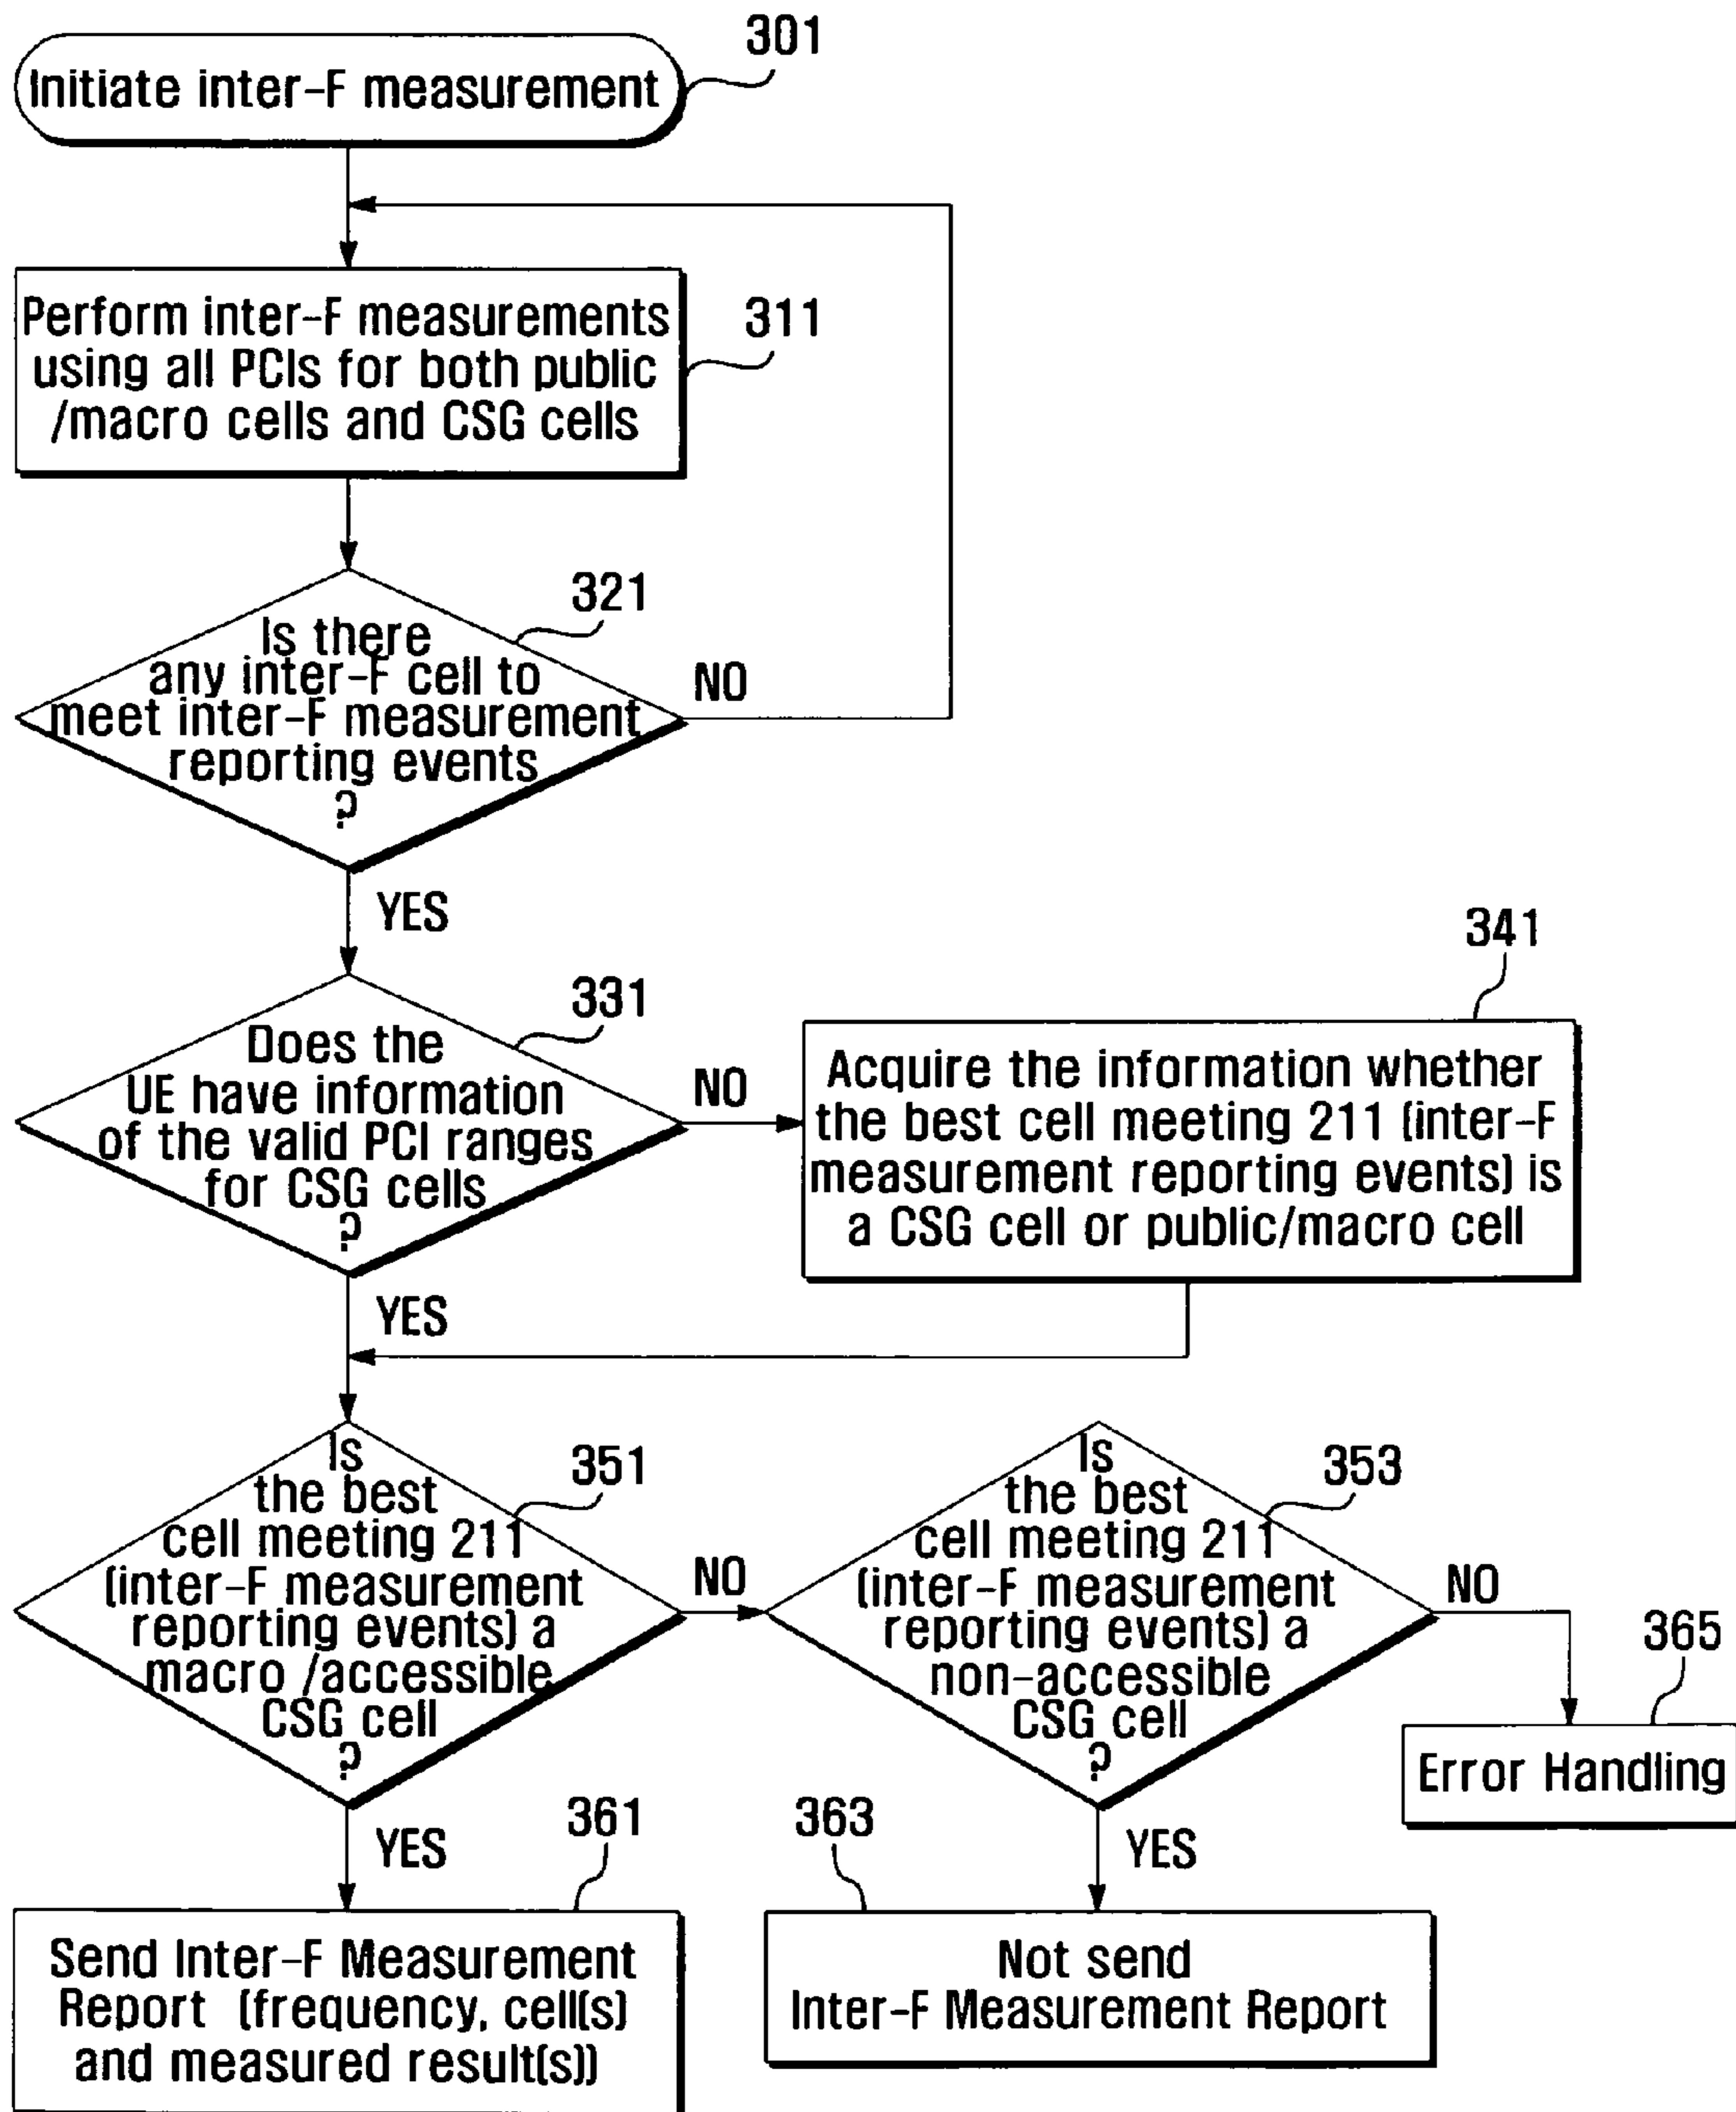 301
Initiate inter-F measurement
Perform inter-F measurements
using all PCIs for both public
/macro cells and CSG cells
311
321
Is there
any inter-F cell to
meet inter-F measurement
reporting events
?
NO
YES
331
Does the
UE have information
of the valid PCI ranges
for CSG cells
?
NO
YES
341
Acquire the information whether
the best cell meeting 211 (inter-F
measurement reporting events) is
a CSG cell or public/macro cell
351
Is
the best
cell meeting 211
(inter-F measurement
reporting events) a
macro /accessible
CSG cell
?
NO
YES
353
Is
the best
cell meeting 211
(inter-F measurement
reporting events) a
non-accessible
CSG cell
?
NO
YES
365
Error Handling
361
Send Inter-F Measurement
Report (frequency, cell(s)
and measured result(s))
363
Not send
Inter-F Measurement Report